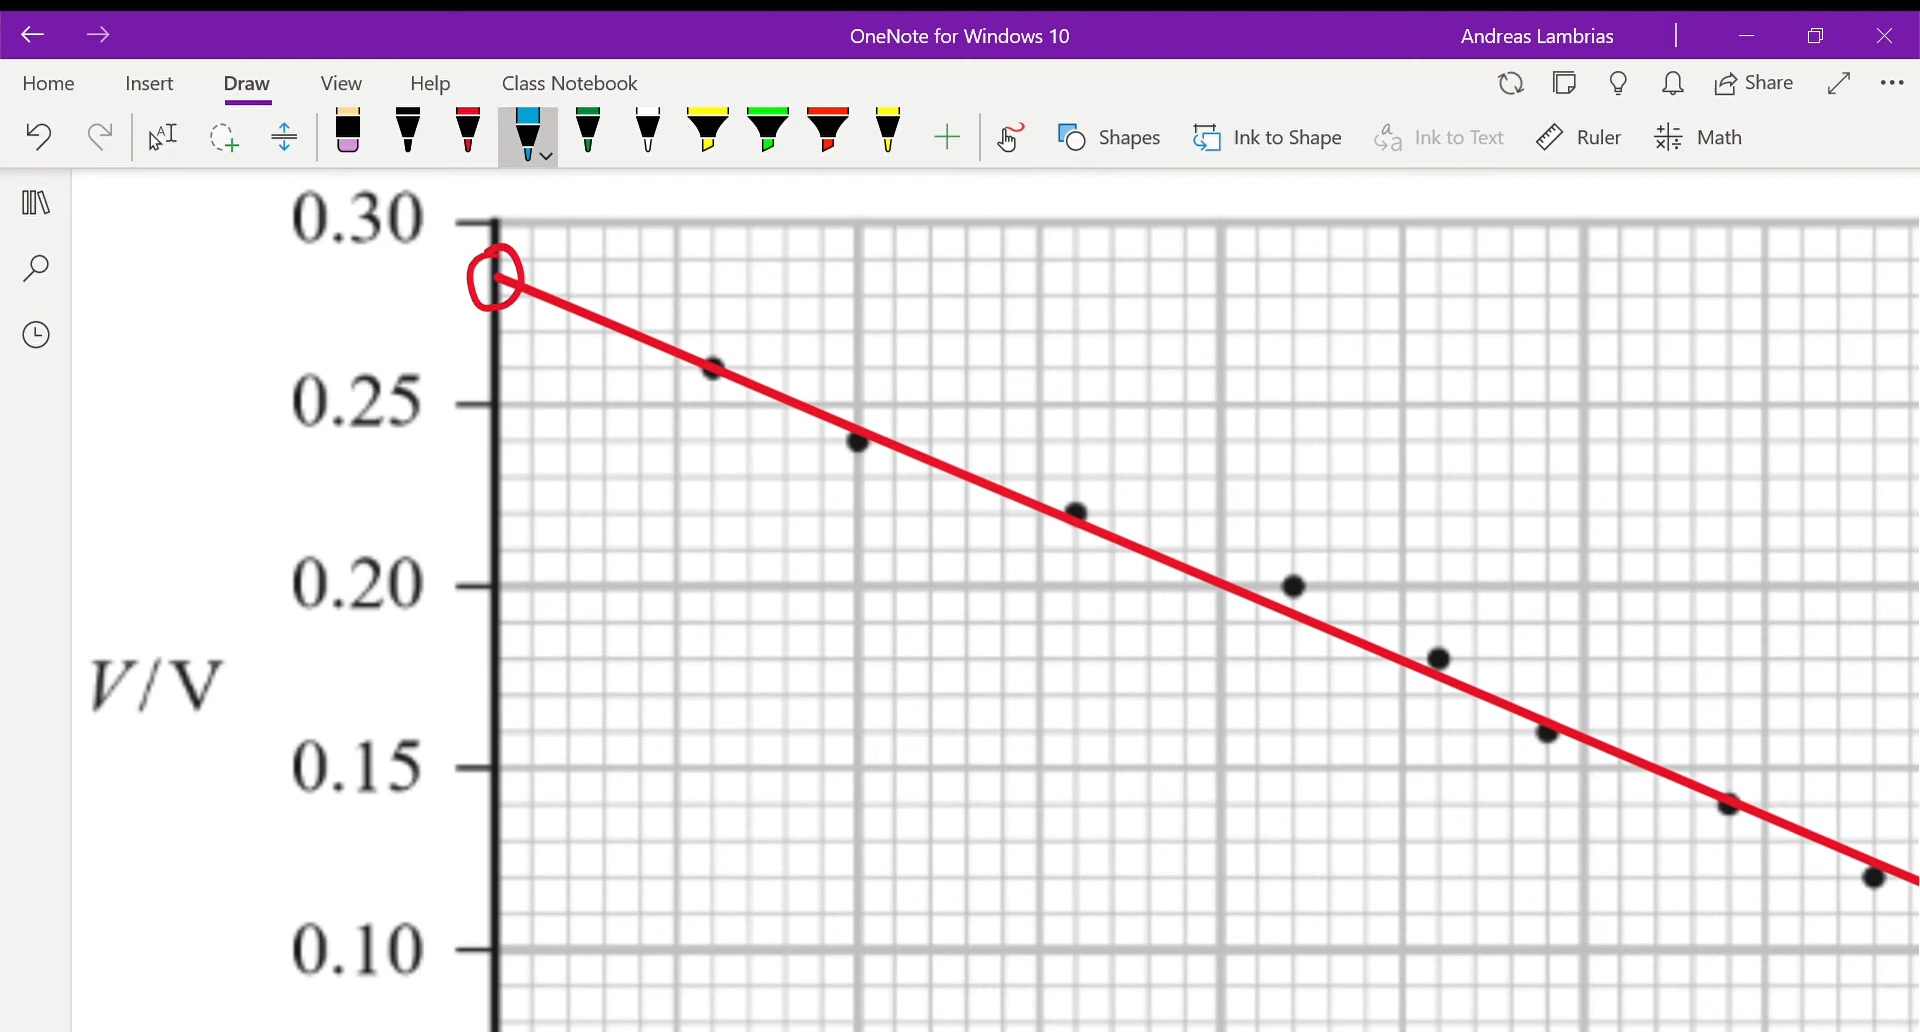 OneNote for Windows 10
Andreas Lambrias
Home Insert Draw View Help Class Notebook
Share
Shapes Ink to Shape Ink to Text Ruler Math
0.30
0.25
0.20
V/V
0.15
0.10